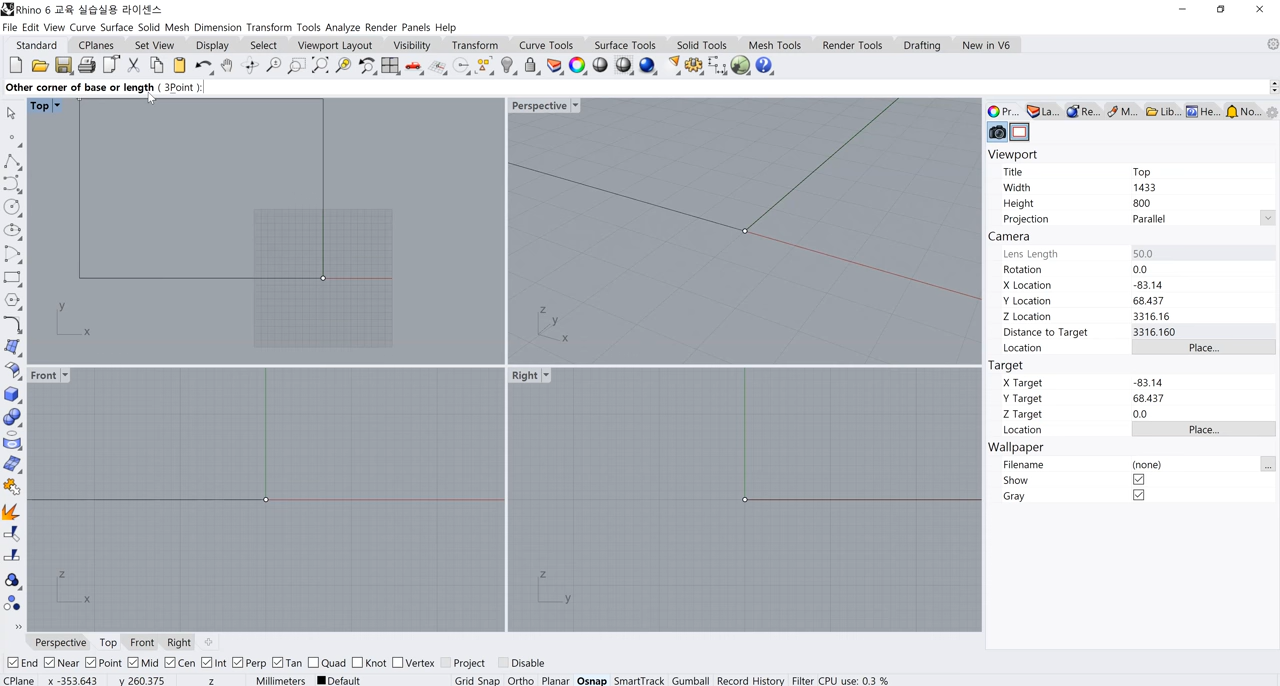 Rhino 6 교육 실습실용 라이센스
File Edit View Curve Surface Solid Mesh Dimension Transform Tools Analyze Render Panels Help
Standard CPlanes Set View Display Select Viewport Layout Visibility Transform Curve Tools Surface Tools Solid Tools Mesh Tools Render Tools Drafting New in V6
Other corner of base or length ( 3Point ):
Top
Perspective
Pr... La... Re... M... Lib... He... No...
Viewport
Title Top
Width 1433
Height 800
Projection Parallel
Camera
Lens Length 50.0
Rotation 0.0
X Location -83.14
Y Location 68.437
Z Location 3316.16
Distance to Target 3316.160
Location Place...
Target
X Target -83.14
Y Target 68.437
Z Target 0.0
Location Place...
Wallpaper
Filename (none) ...
Show
Gray
y
x
z
y
x
Front
Right
z
x
z
y
Perspective Top Front Right
End Near Point Mid Cen Int Perp Tan Quad Knot Vertex Project Disable
CPlane x -353.643 y 260.375 z Millimeters Default Grid Snap Ortho Planar Osnap SmartTrack Gumball Record History Filter CPU use: 0.3 %